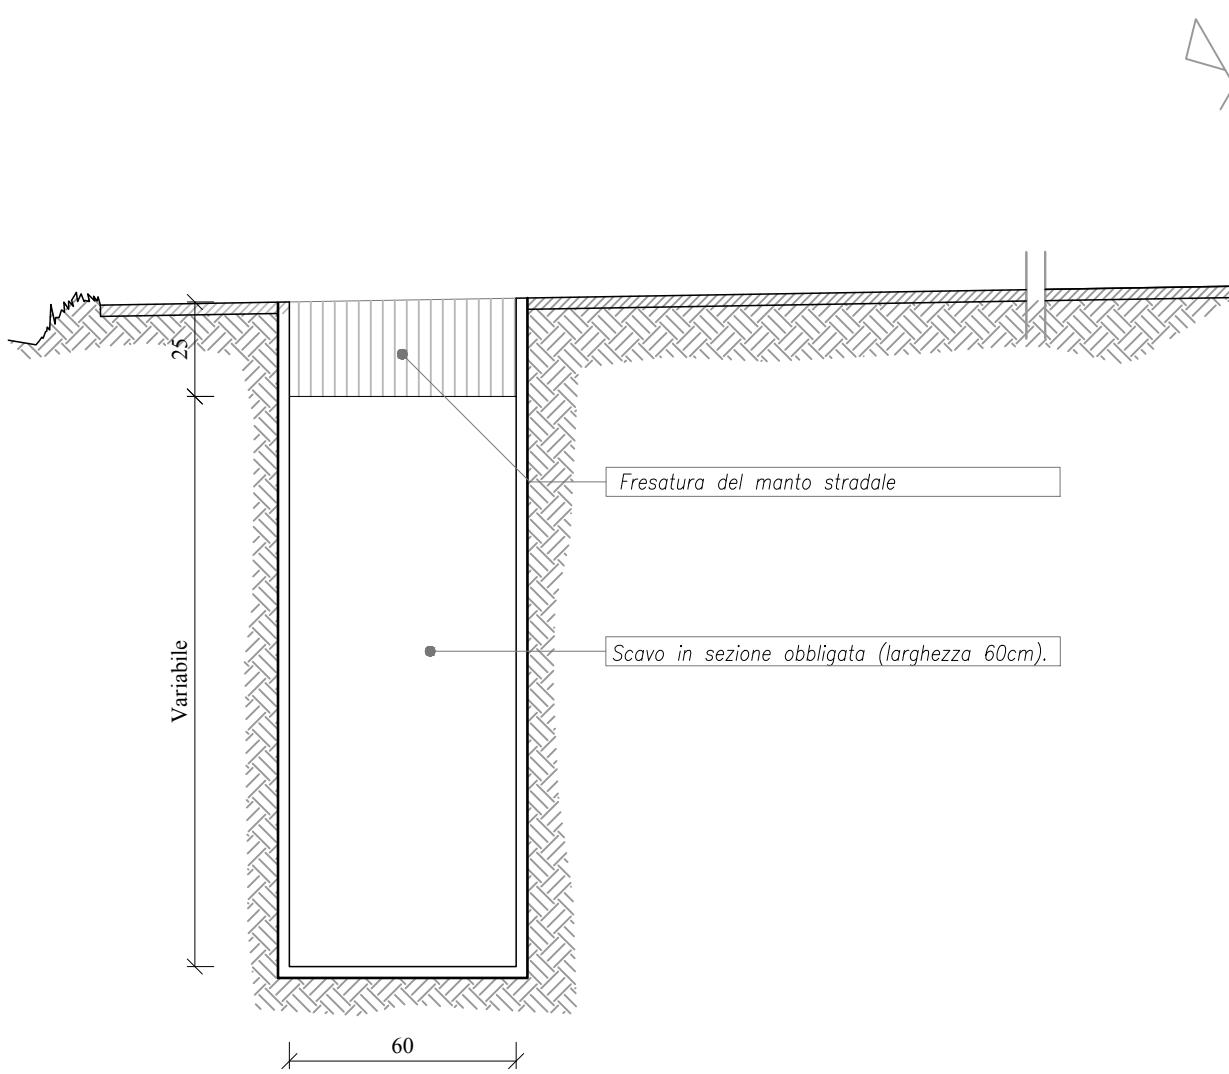 25
Fresatura del manto stradale
Variabile
Scavo in sezione obbligata (larghezza 60cm).
60